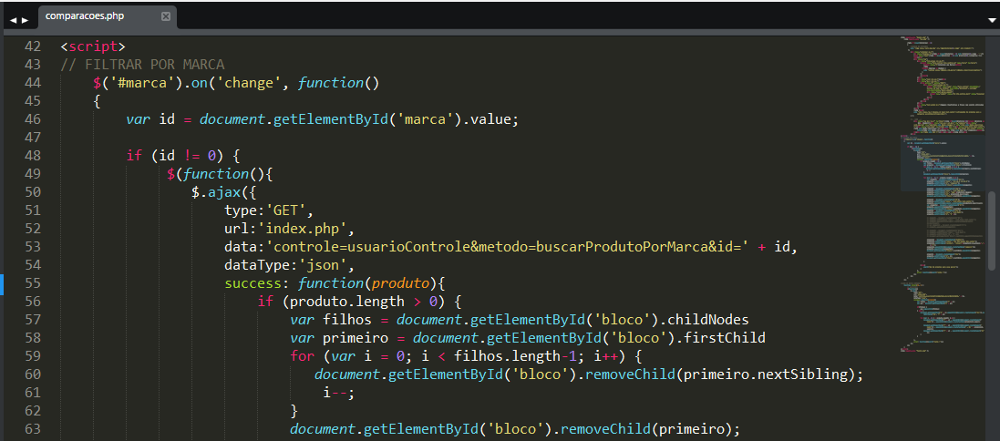 comparacoes.php
42 <script>
43 // FILTRAR POR MARCA
44 $('#marca').on('change', function()
45 {
46 var id = document.getElementById('marca').value;
47
48 if (id != 0) {
49 $(function(){
50 $.ajax({
51 type:'GET',
52 url:'index.php',
53 data:'controle=usuarioControle&metodo=buscarProdutoPorMarca&id=' + id,
54 dataType:'json',
55 success: function(produto){
56 if (produto.length > 0) {
57 var filhos = document.getElementById('bloco').childNodes
58 var primeiro = document.getElementById('bloco').firstChild
59 for (var i = 0; i < filhos.length-1; i++) {
60 document.getElementById('bloco').removeChild(primeiro.nextSibling);
61 i--;
62 }
63 document.getElementById('bloco').removeChild(primeiro);